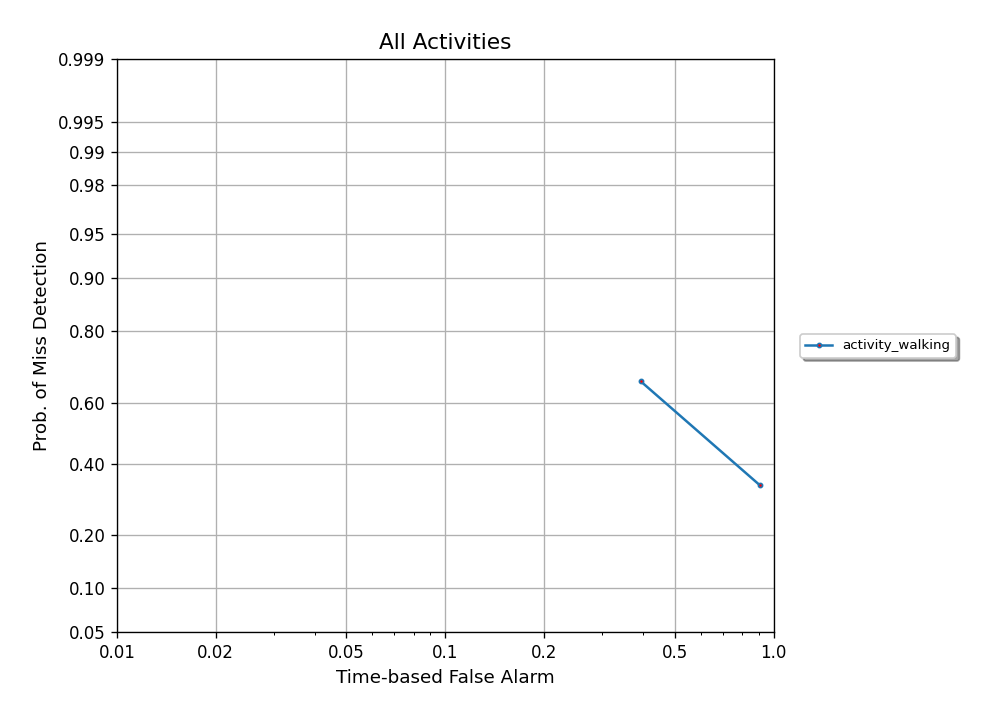 All Activities
0.999
0.995
0.99
0.98
0.95
0.90
0.80
0.60
0.40
0.20
0.10
0.05
Prob. of Miss Detection
0.01 0.02 0.05 0.1 0.2 0.5 1.0
Time-based False Alarm
activity_walking